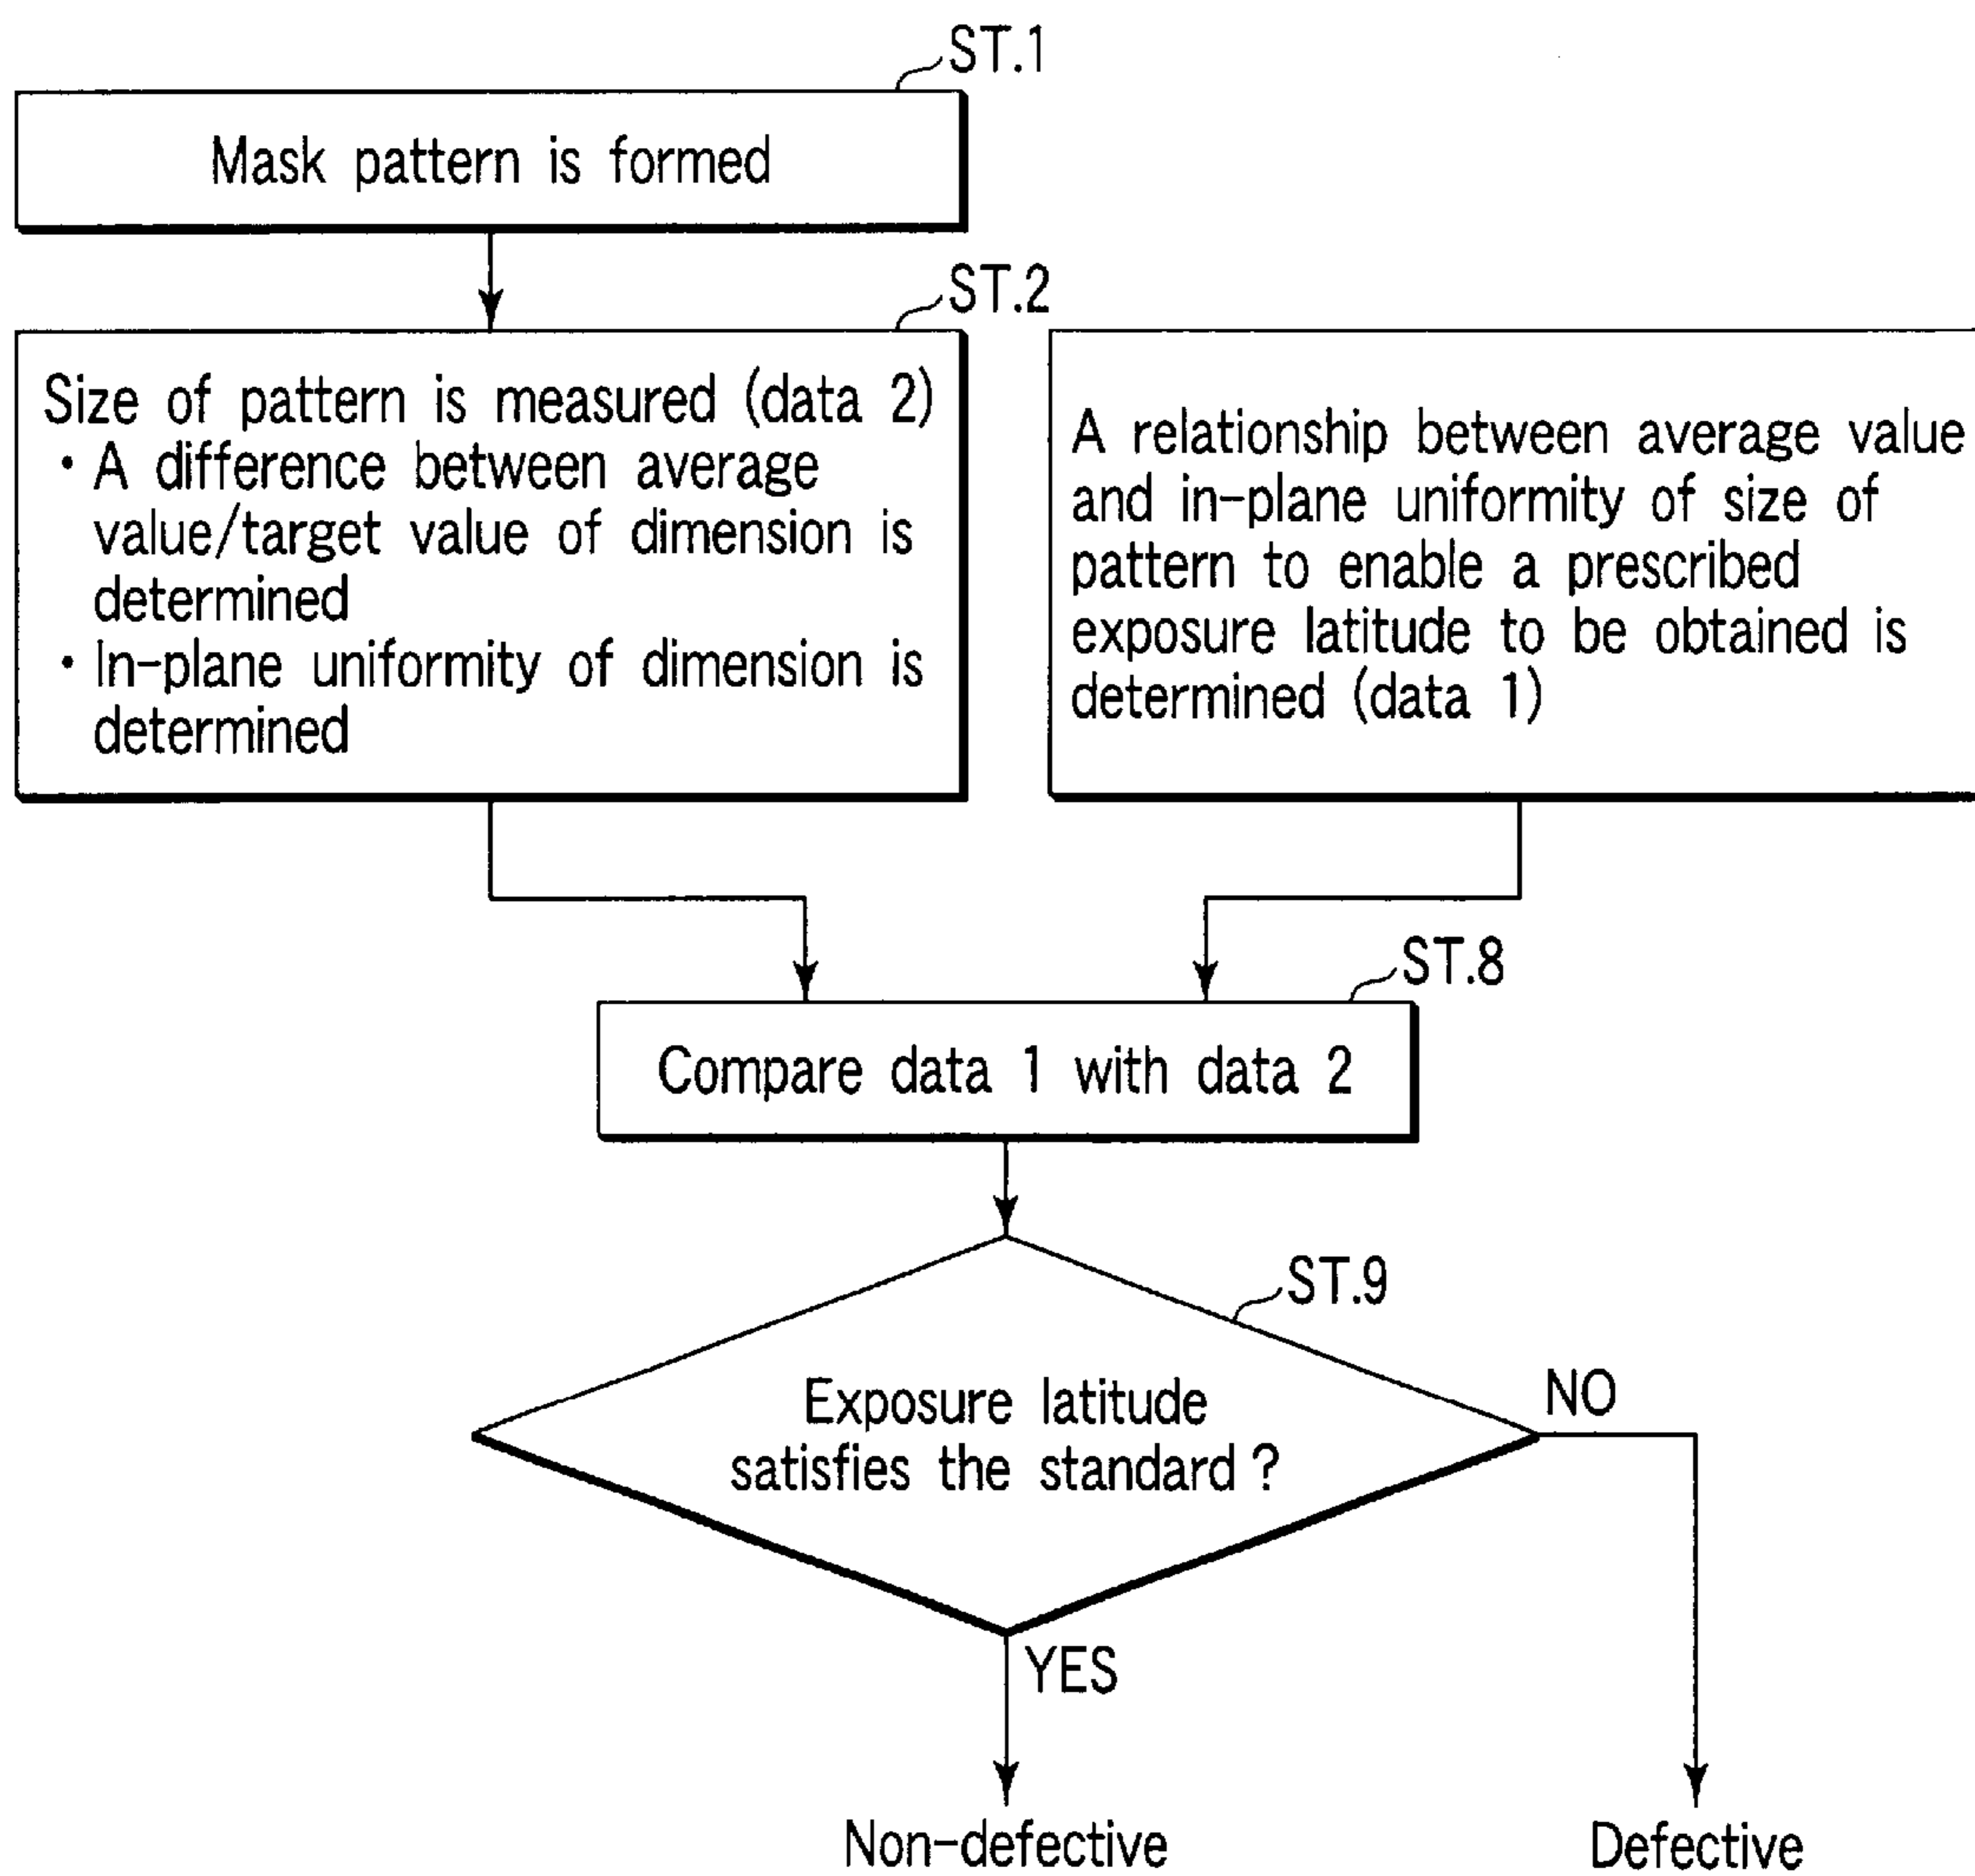 ST.1
Mask pattern is formed
ST.2
Size of pattern is measured (data 2)
· A difference between average
value/target value of dimension is
determined
· In-plane uniformity of dimension is
determined
A relationship between average value
and in-plane uniformity of size of
pattern to enable a prescribed
exposure latitude to be obtained is
determined (data 1)
ST.8
Compare data 1 with data 2
ST.9
Exposure latitude
satisfies the standard ?
NO
YES
Non-defective
Defective